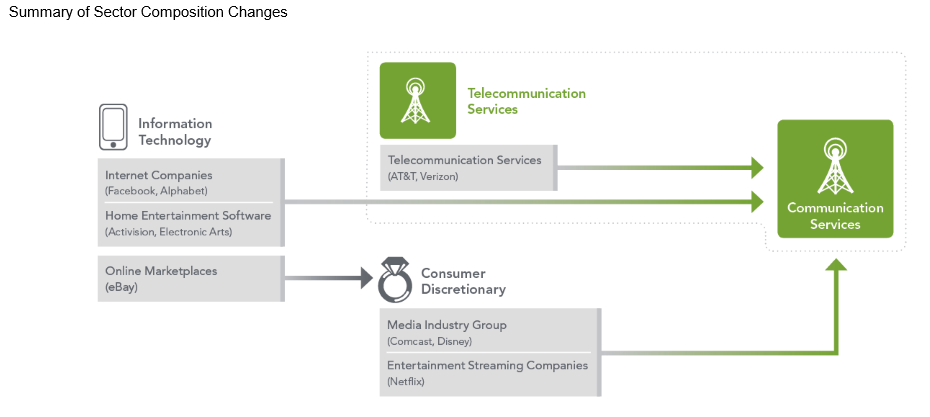 Summary of Sector Composition Changes
Telecommunication
Services
Information
Technology
Telecommunication Services
(AT&T, Verizon)
Internet Companies
(Facebook, Alphabet)
Home Entertainment Software
(Activision, Electronic Arts)
Communication
Services
Online Marketplaces
(eBay)
Consumer
Discretionary
Media Industry Group
(Comcast, Disney)
Entertainment Streaming Companies
(Netflix)